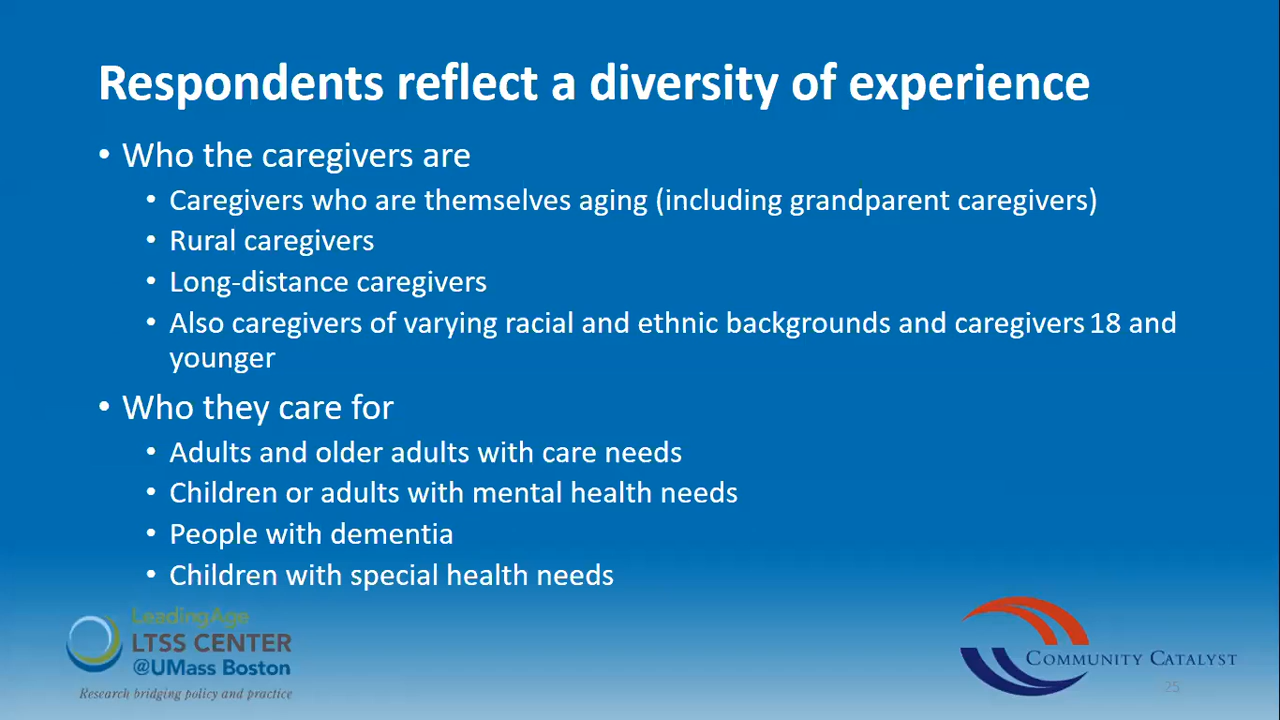 Respondents reflect a diversity of experience
• Who the caregivers are
• Caregivers who are themselves aging (including grandparent caregivers)
• Rural caregivers
• Long-distance caregivers
• Also caregivers of varying racial and ethnic backgrounds and caregivers 18 and
younger
• Who they care for
• Adults and older adults with care needs
• Children or adults with mental health needs
• People with dementia
• Children with special health needs
LeadingAge
LTSS CENTER
@UMass Boston
Research bridging policy and practice
COMMUNITY CATALYST
25